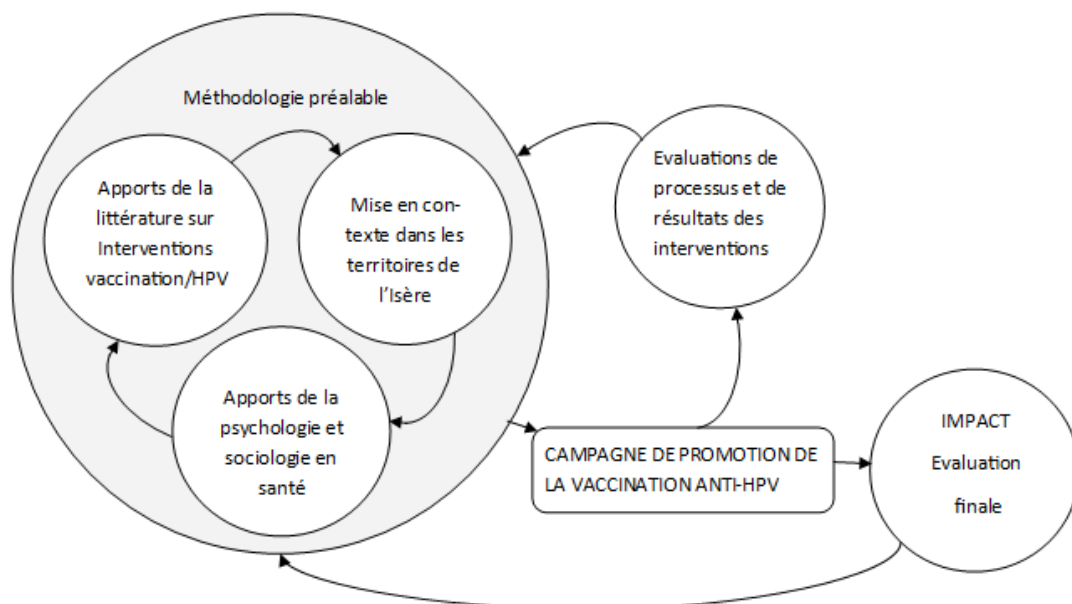 Méthodologie préalable
Apports de la
littérature sur
Interventions
vaccination/HPV
Mise en con-
texte dans les
territoires de
l'Isère
Apports de la
psychologie et
sociologie en
santé
Evaluations de
processus et de
résultats des
interventions
CAMPAGNE DE PROMOTION DE
LA VACCINATION ANTI-HPV
IMPACT
Evaluation
finale